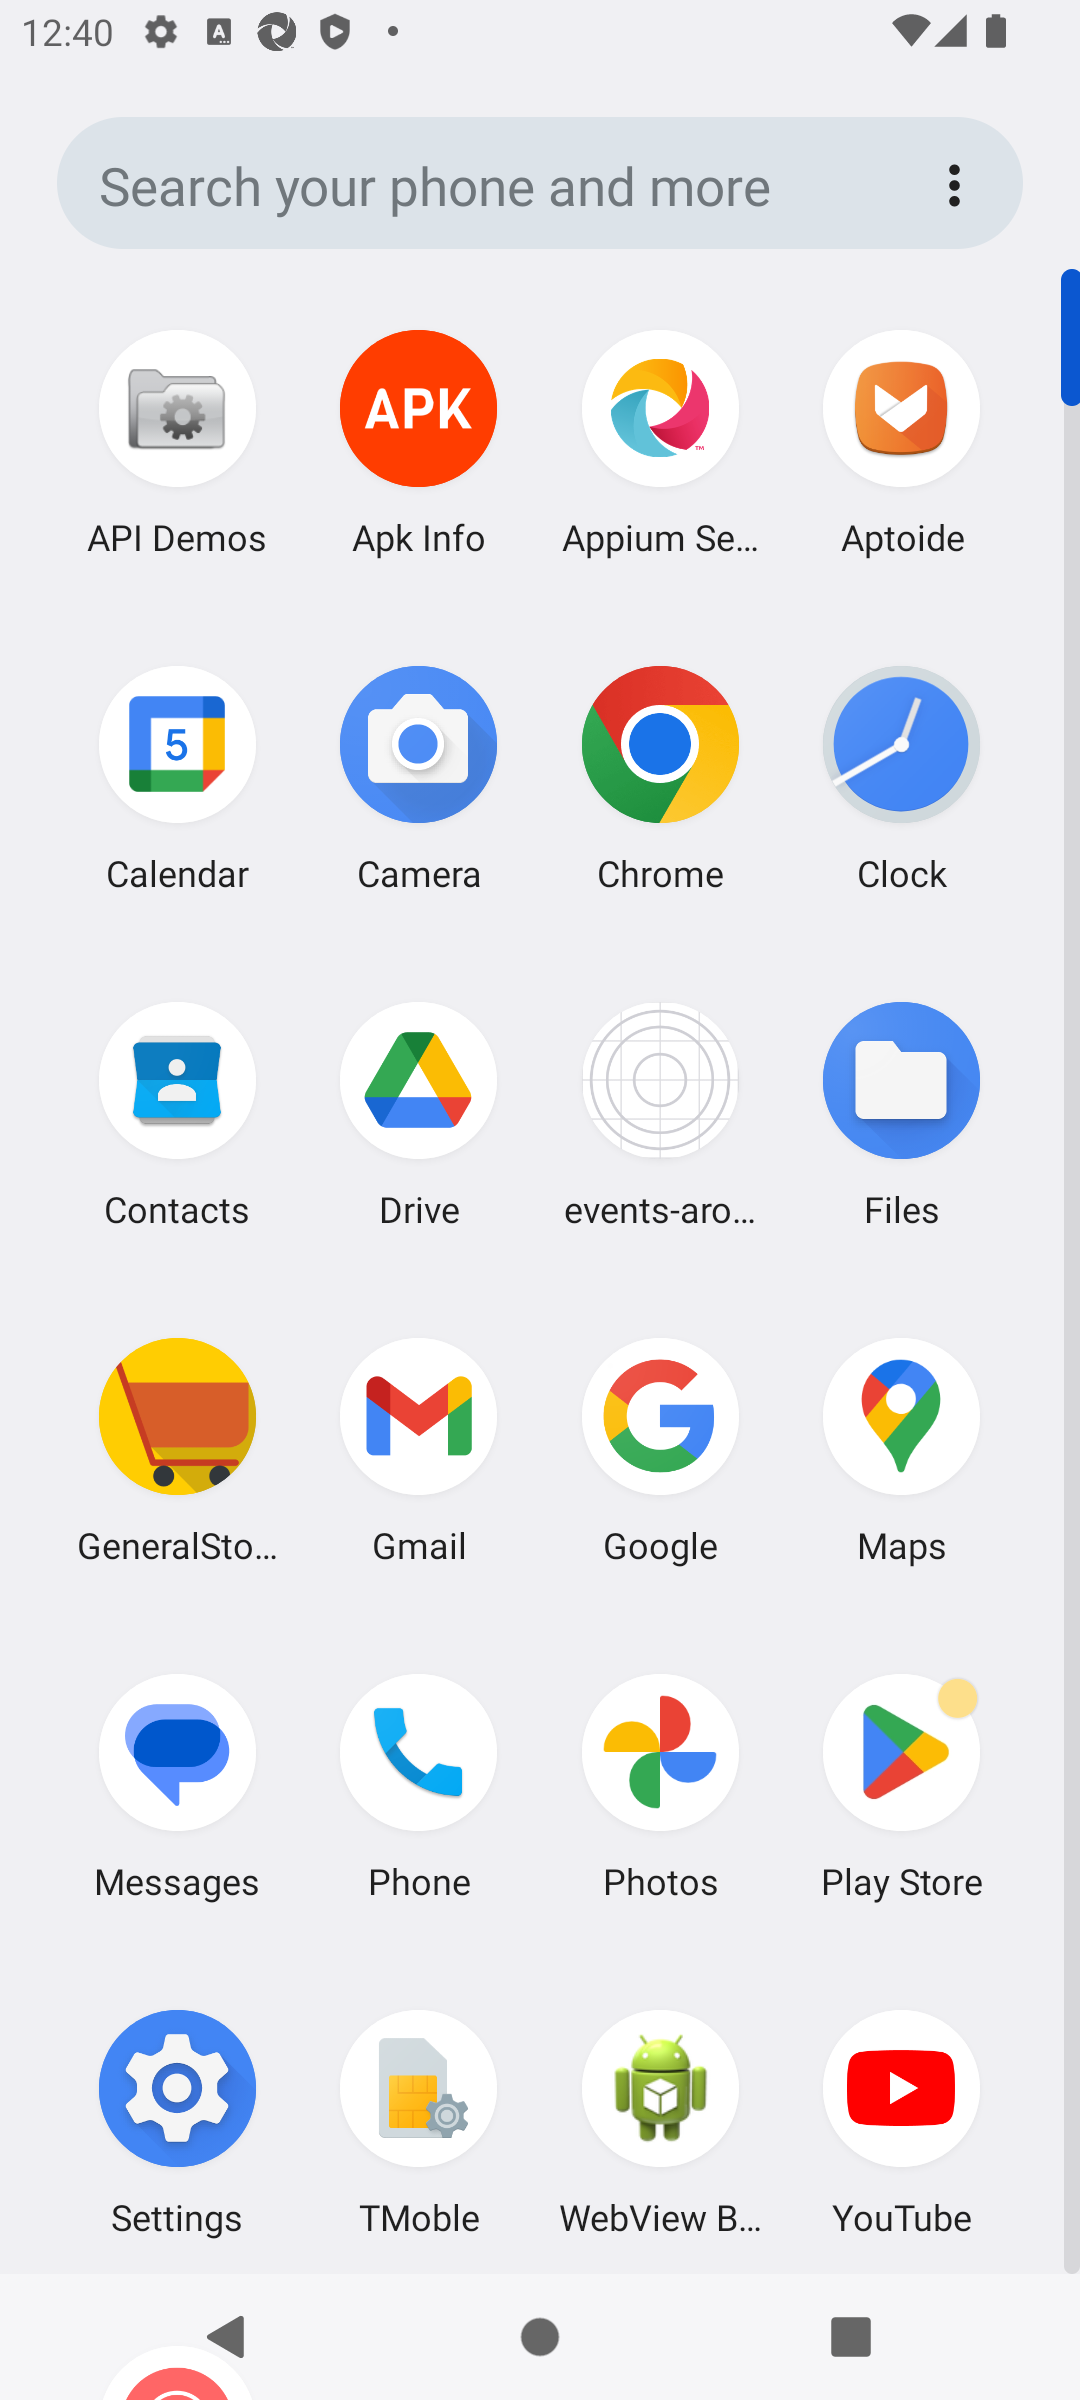 12:40
Search your phone and more
APK
API Demos
Apk Info
Appium Se...
Aptoide
5
Calendar
Camera
Chrome
Clock
Contacts
Drive
events-aro...
Files
GeneralSto...
Gmail
Google
Maps
Messages
Phone
Photos
Play Store
Settings
TMoble
WebView B...
YouTube